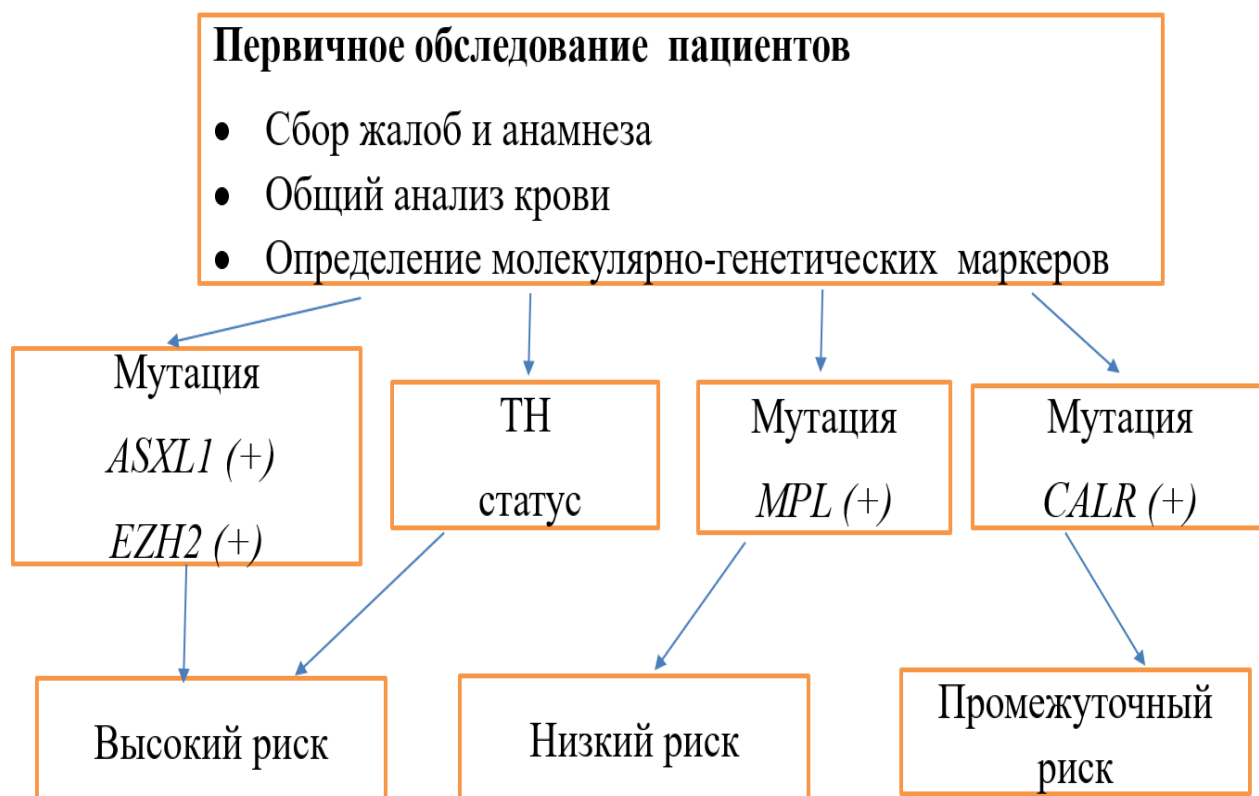 Первичное обследование пациентов
• Сбор жалоб и анамнеза
• Общий анализ крови
• Определение молекулярно-генетических маркеров
Мутация
ASXL1 (+)
EZH2 (+)
ТН
статус
Мутация
MPL (+)
Мутация
CALR (+)
Высокий риск
Низкий риск
Промежуточный
риск